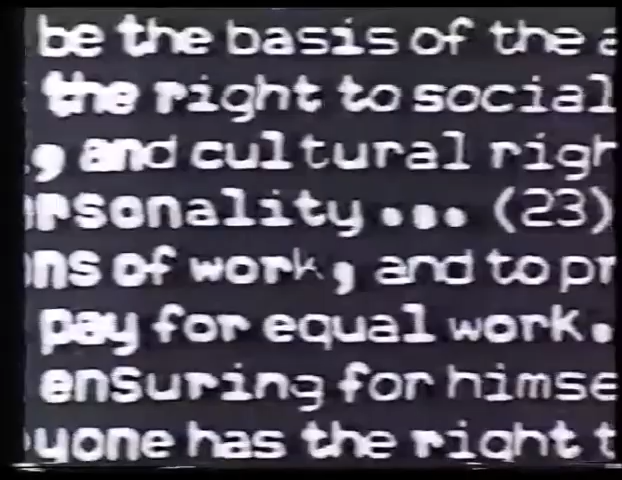 be the basis of the a
the right to social
, and cultural righ
rsonality... (23)
ns of work, and to pr
pay for equal work.
ensuring for himse
yone has the right t